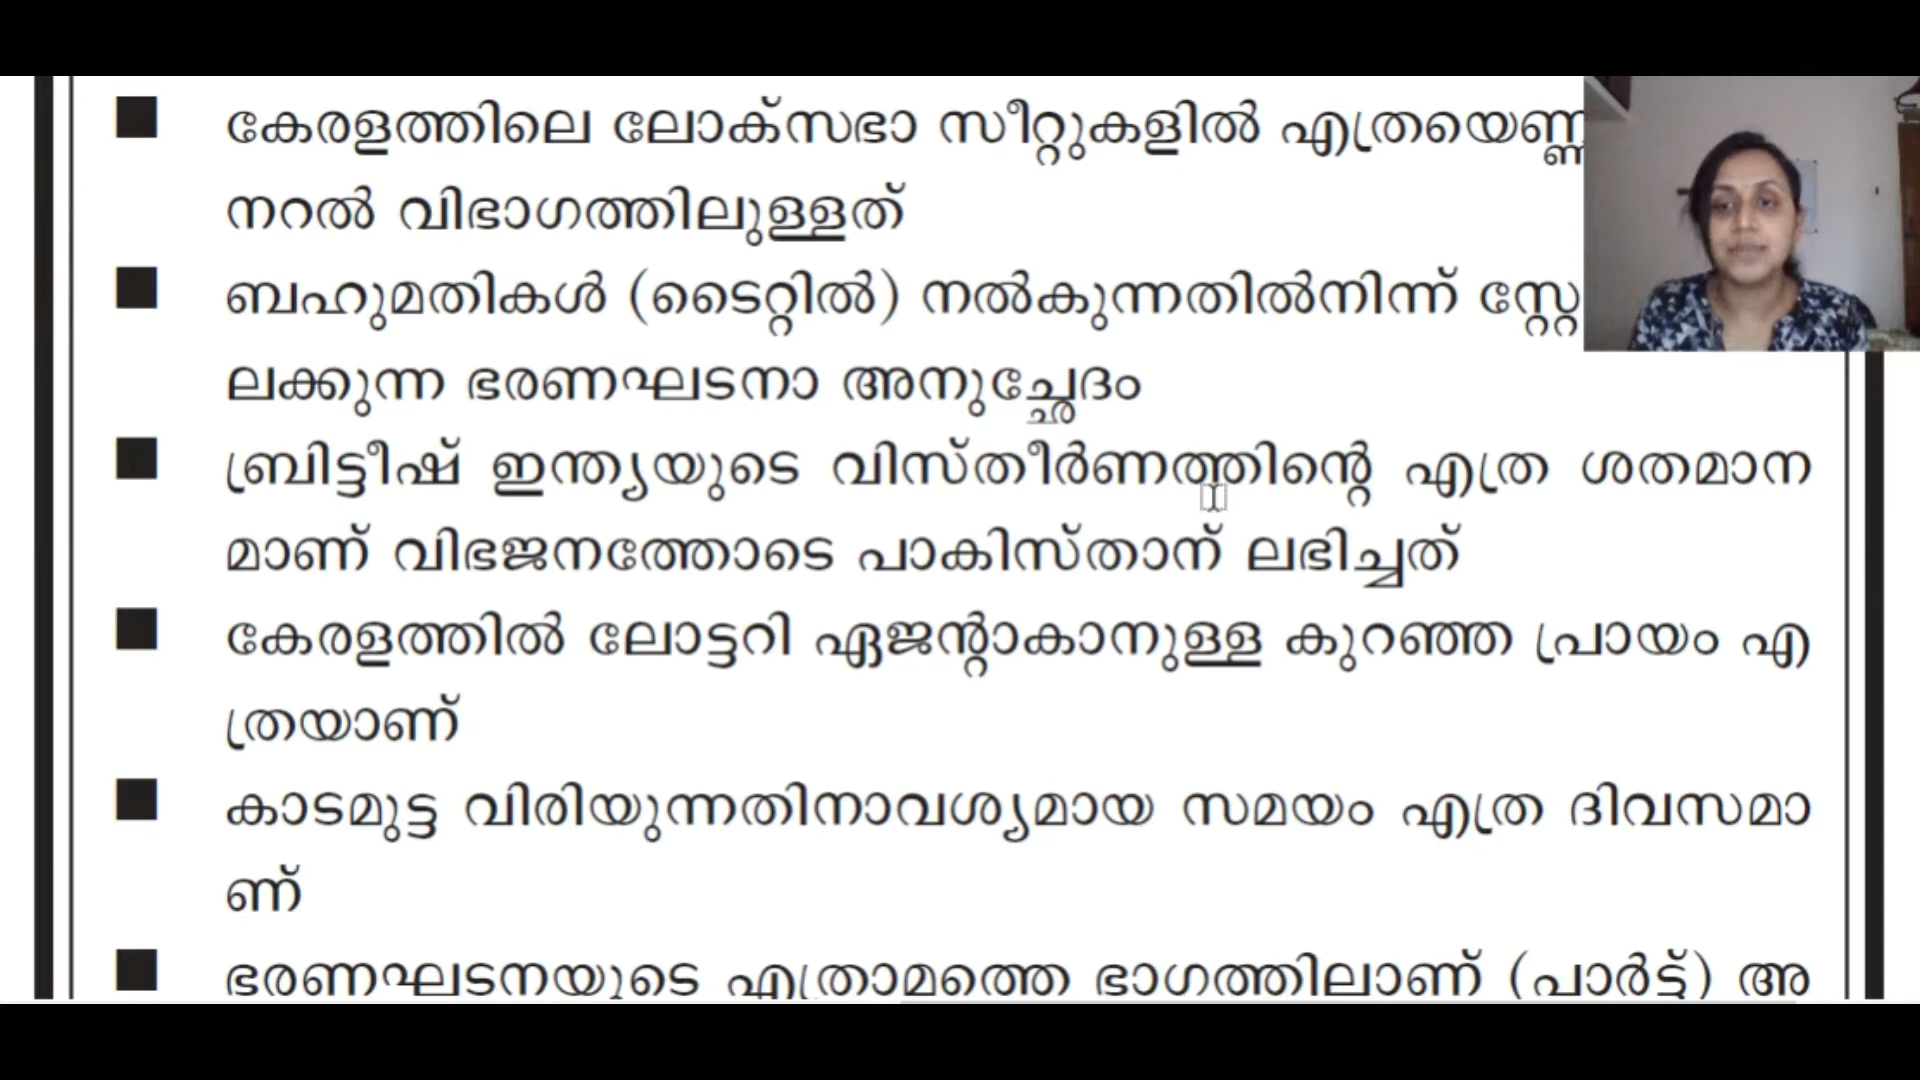 കേരളത്തിലെ ലോക്സഭാ സീറ്റുകളിൽ എത്രയെണ്ണ
നറൽ വിഭാഗത്തിലുള്ളത്
ബഹുമതികൾ (ടൈറ്റിൽ) നൽകുന്നതിൽനിന്ന് സ്റ്റേ
ലക്കുന്ന ഭരണഘടനാ അനുച്ഛേദം
ബ്രിട്ടീഷ് ഇന്ത്യയുടെ വിസ്തീർണത്തിന്റെ എത്ര ശതമാന
മാണ് വിഭജനത്തോടെ പാകിസ്താന് ലഭിച്ചത്
കേരളത്തിൽ ലോട്ടറി ഏജന്റാകാനുള്ള കുറഞ്ഞ പ്രായം എ
ത്രയാണ്
കാടമുട്ട വിരിയുന്നതിനാവശ്യമായ സമയം എത്ര ദിവസമാ
ണ്
ഭരണഘടനയുടെ എത്രാമത്തെ ഭാഗത്തിലാണ് (പാർട്ട്) അ